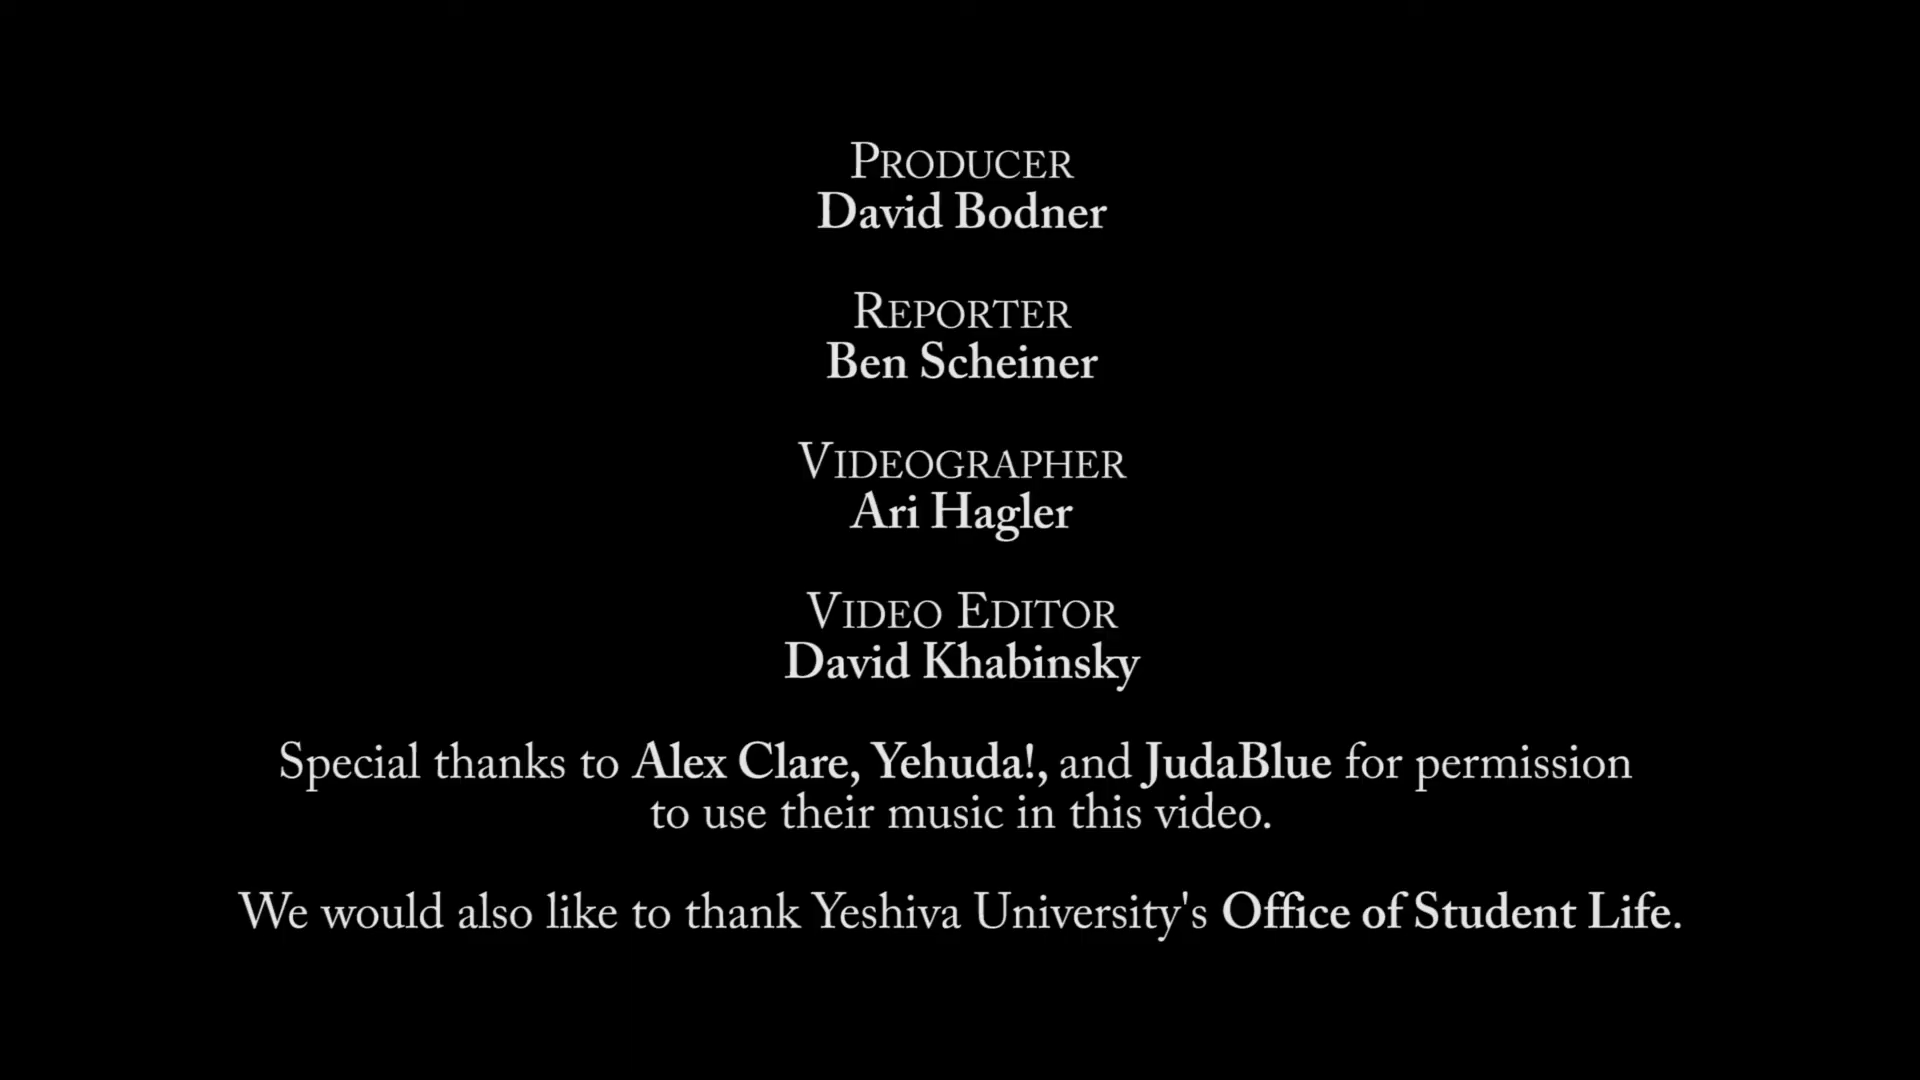 PRODUCER
David Bodner
REPORTER
Ben Scheiner
VIDEOGRAPHER
Ari Hagler
VIDEO EDITOR
David Khabinsky
Special thanks to Alex Clare, Yehuda!, and JudaBlue for permission
to use their music in this video.
We would also like to thank Yeshiva University's Office of Student Life.